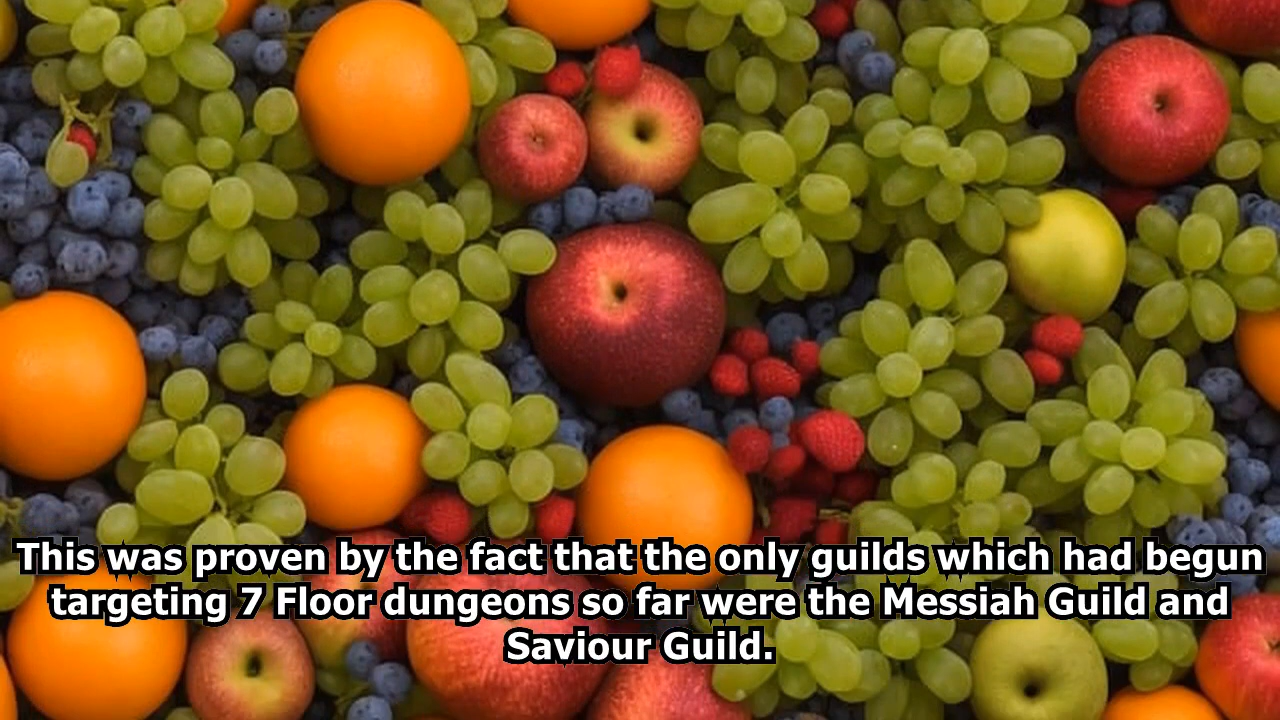 This was proven by the fact that the only guilds which had begun
targeting 7 Floor dungeons so far were the Messiah Guild and
Saviour Guild.